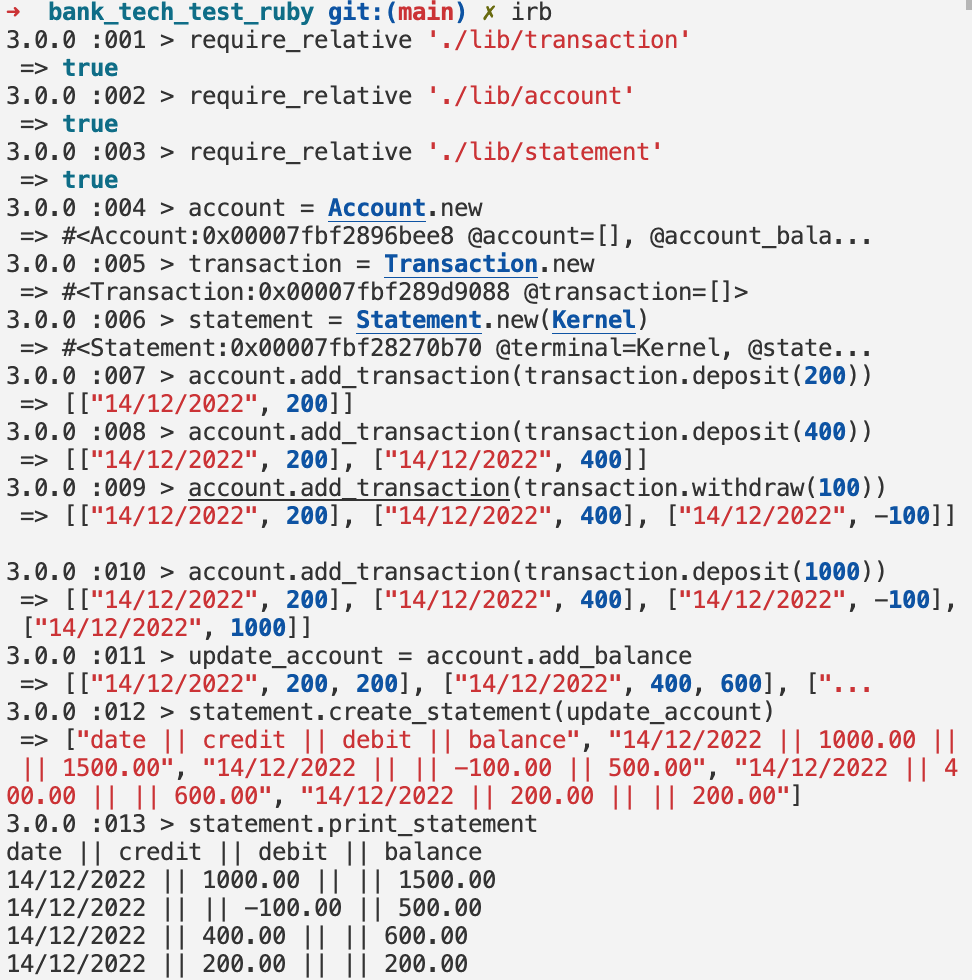 →  bank_tech_test_ruby git:(main) ✗ irb
3.0.0 :001 > require_relative './lib/transaction'
 => true
3.0.0 :002 > require_relative './lib/account'
 => true
3.0.0 :003 > require_relative './lib/statement'
 => true
3.0.0 :004 > account = Account.new
 => #<Account:0x00007fbf2896bee8 @account=[], @account_bala...
3.0.0 :005 > transaction = Transaction.new
 => #<Transaction:0x00007fbf289d9088 @transaction=[]>
3.0.0 :006 > statement = Statement.new(Kernel)
 => #<Statement:0x00007fbf28270b70 @terminal=Kernel, @state...
3.0.0 :007 > account.add_transaction(transaction.deposit(200))
 => [["14/12/2022", 200]]
3.0.0 :008 > account.add_transaction(transaction.deposit(400))
 => [["14/12/2022", 200], ["14/12/2022", 400]]
3.0.0 :009 > account.add_transaction(transaction.withdraw(100))
 => [["14/12/2022", 200], ["14/12/2022", 400], ["14/12/2022", -100]]
3.0.0 :010 > account.add_transaction(transaction.deposit(1000))
 => [["14/12/2022", 200], ["14/12/2022", 400], ["14/12/2022", -100],
 ["14/12/2022", 1000]]
3.0.0 :011 > update_account = account.add_balance
 => [["14/12/2022", 200, 200], ["14/12/2022", 400, 600], ["...
3.0.0 :012 > statement.create_statement(update_account)
 => ["date || credit || debit || balance", "14/12/2022 || 1000.00 ||
 || 1500.00", "14/12/2022 || || -100.00 || 500.00", "14/12/2022 || 4
00.00 || || 600.00", "14/12/2022 || 200.00 || || 200.00"]
3.0.0 :013 > statement.print_statement
date || credit || debit || balance
14/12/2022 || 1000.00 || || 1500.00
14/12/2022 || || -100.00 || 500.00
14/12/2022 || 400.00 || || 600.00
14/12/2022 || 200.00 || || 200.00